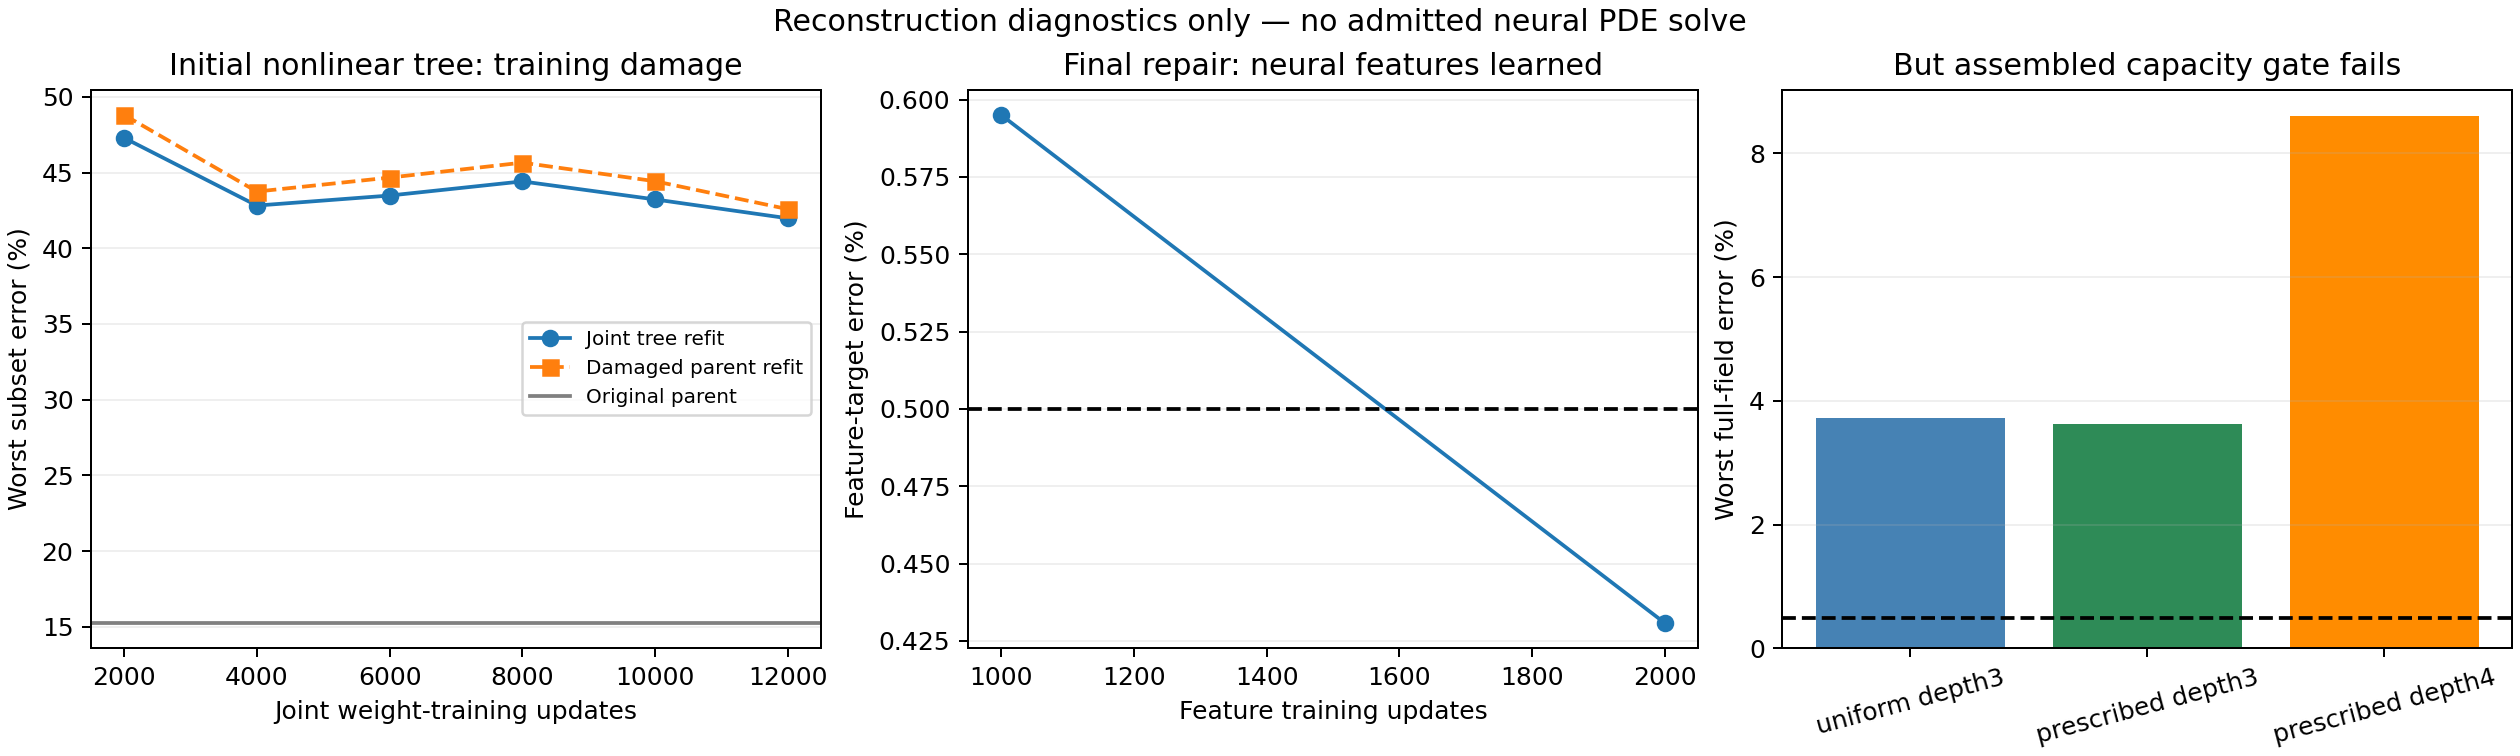 Reconstruction diagnostics only — no admitted neural PDE solve
Initial nonlinear tree: training damage
Worst subset error (%)
50
45
40
35
30
25
20
15
Joint tree refit
Damaged parent refit
Original parent
2000 4000 6000 8000 10000 12000
Joint weight-training updates
Final repair: neural features learned
Feature-target error (%)
0.600
0.575
0.550
0.525
0.500
0.475
0.450
0.425
1000 1200 1400 1600 1800 2000
Feature training updates
But assembled capacity gate fails
Worst full-field error (%)
8
6
4
2
0
uniform depth3
prescribed depth3
prescribed depth4